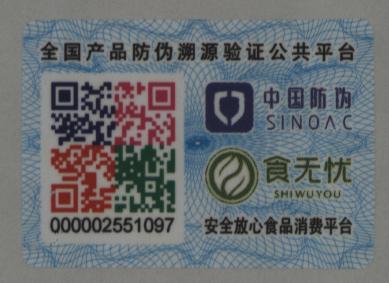 全国产品防伪溯源验证公共平台
中国防伪
SINOAC
食无忧
SHIWUYOU
000002551097
安全放心食品消费平台